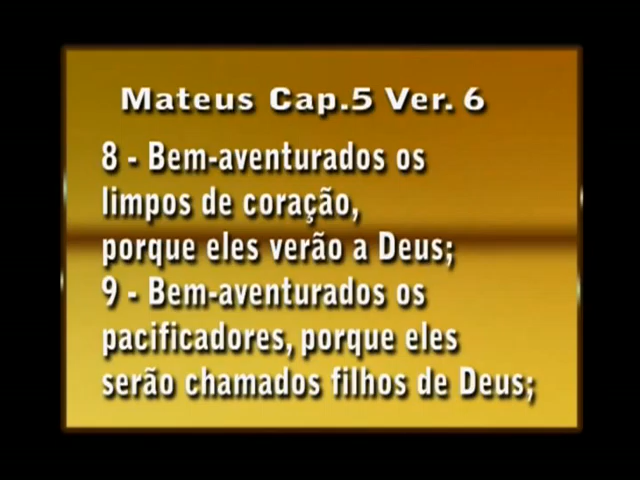 Mateus Cap.5 Ver. 6
8 - Bem-aventurados os
limpos de coração,
porque eles verão a Deus;
9 - Bem-aventurados os
pacificadores, porque eles
serão chamados filhos de Deus;